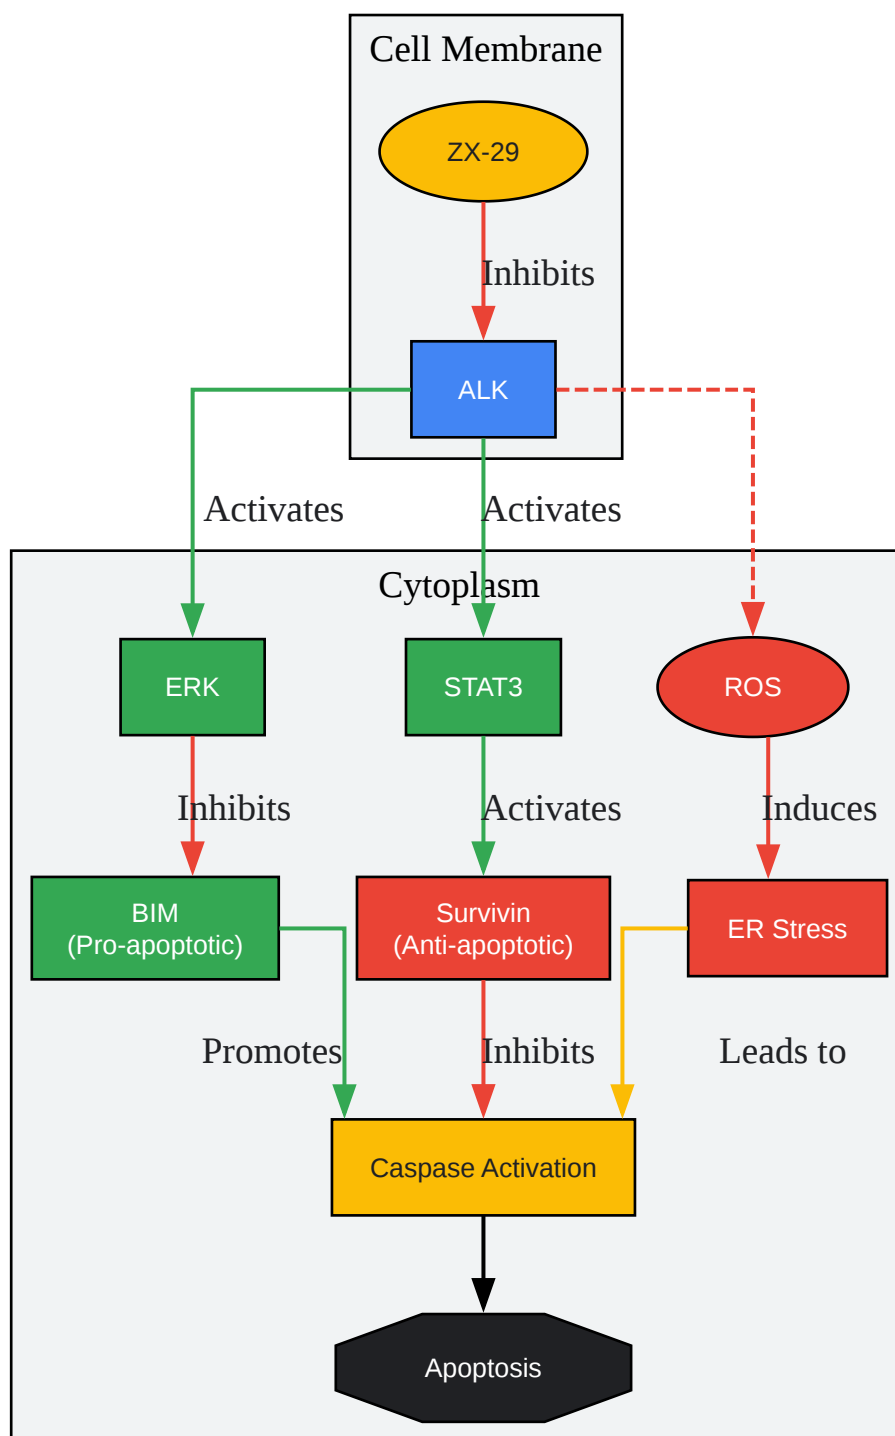 Cell Membrane
ZX-29
Inhibits
ALK
Activates
Activates
Cytoplasm
ERK
STAT3
ROS
Inhibits
Activates
Induces
BIM
(Pro-apoptotic)
Survivin
(Anti-apoptotic)
ER Stress
Promotes
Inhibits
Leads to
Caspase Activation
Apoptosis